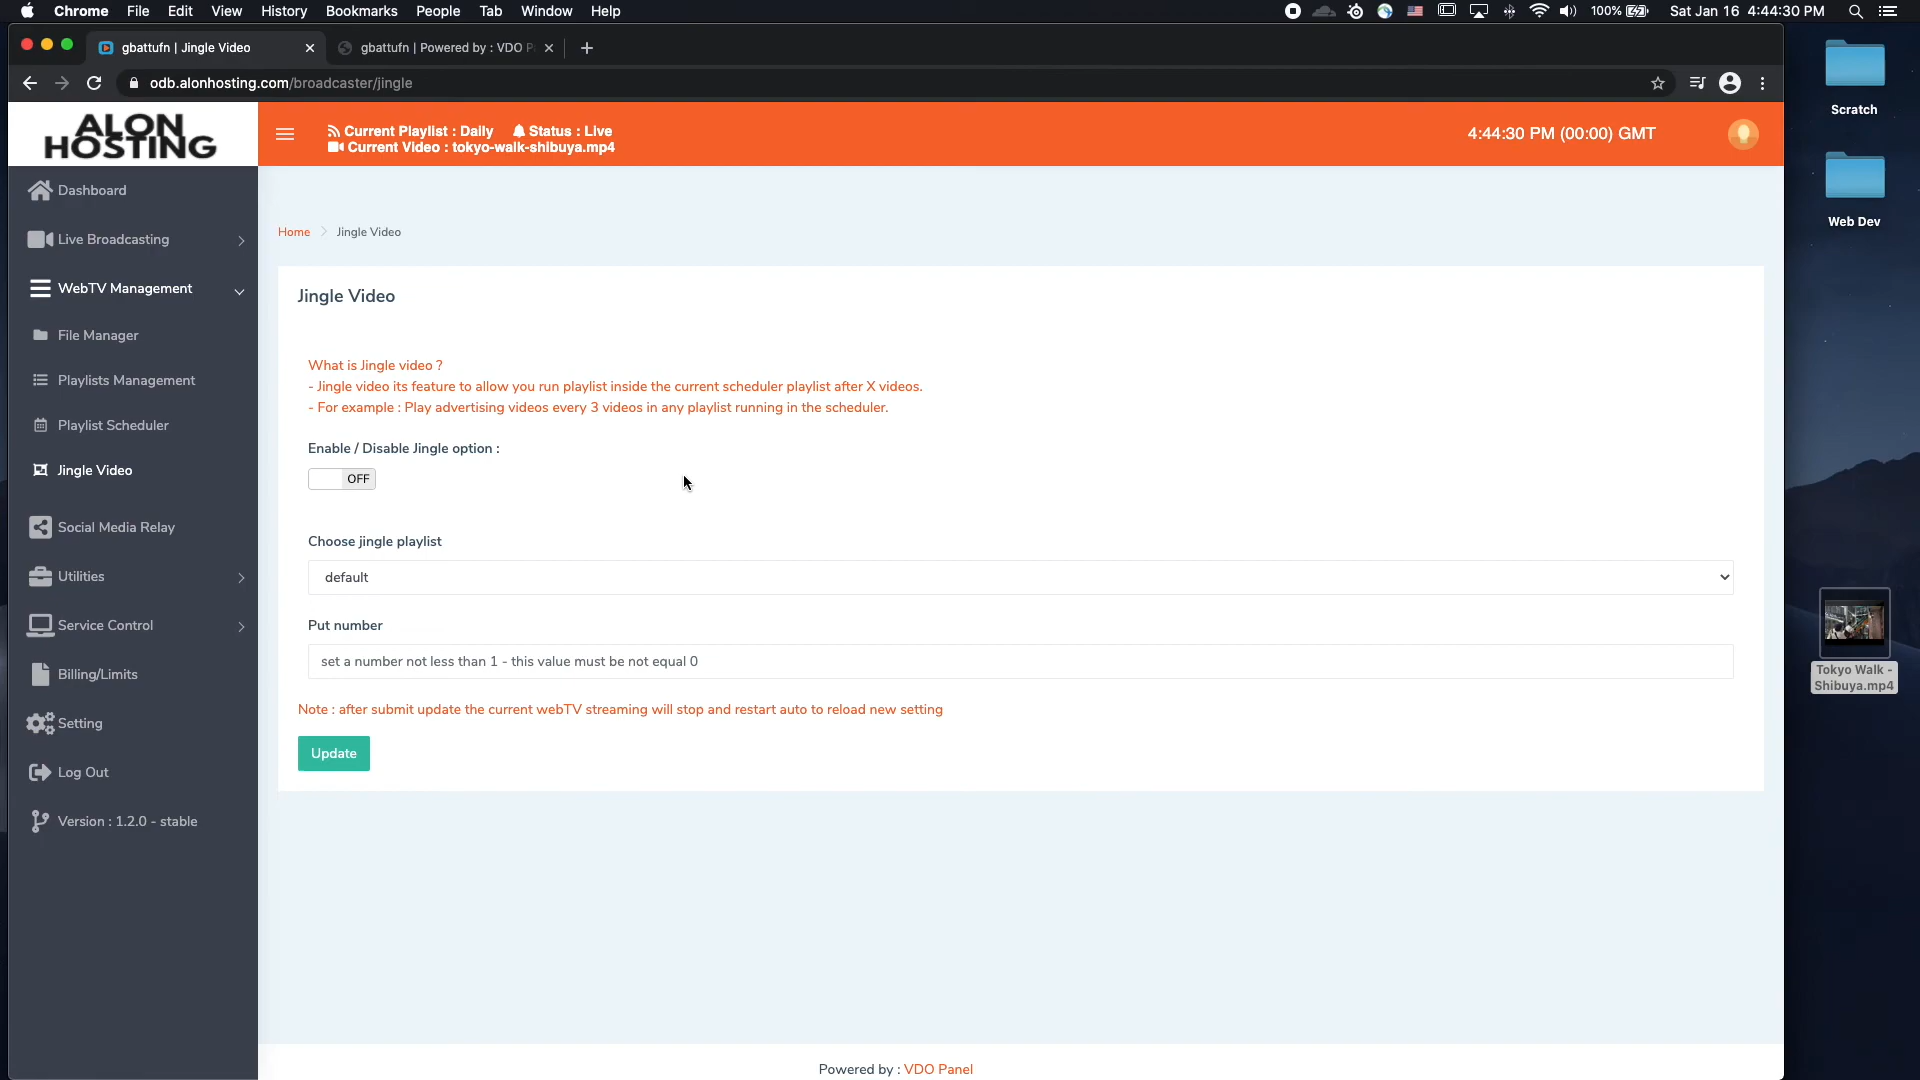 Chrome File Edit View History Bookmarks People Tab Window Help 100% Sat Jan 16 4:44:30 PM
gbattufn | Jingle Video gbattufn | Powered by : VDO P
odb.alonhosting.com/broadcaster/jingle
Scratch
Web Dev
Tokyo Walk -
Shibuya.mp4
ALON
HOSTING
Current Playlist : Daily Status : Live
Current Video : tokyo-walk-shibuya.mp4
4:44:30 PM (00:00) GMT
Dashboard
Live Broadcasting
WebTV Management
File Manager
Playlists Management
Playlist Scheduler
Jingle Video
Social Media Relay
Utilities
Service Control
Billing/Limits
Setting
Log Out
Version : 1.2.0 - stable
Home Jingle Video
Jingle Video
What is Jingle video ?
- Jingle video its feature to allow you run playlist inside the current scheduler playlist after X videos.
- For example : Play advertising videos every 3 videos in any playlist running in the scheduler.
Enable / Disable Jingle option :
OFF
Choose jingle playlist
default
Put number
set a number not less than 1 - this value must be not equal 0
Note : after submit update the current webTV streaming will stop and restart auto to reload new setting
Update
Powered by : VDO Panel